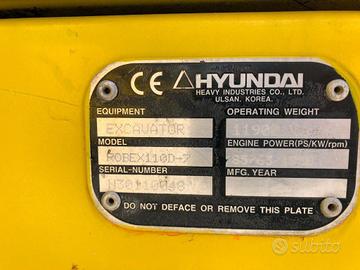 CE HYUNDAI
HEAVY INDUSTRIES CO., LTD.
ULSAN, KOREA.
EQUIPMENT OPERATING WEIGHT
EXCAVATOR
MODEL ENGINE POWER(PS/KW/rpm)
ROBEX110D-7
SERIAL-NUMBER MFG. YEAR
DO NOT DEFACE OR REMOVE THIS PLATE
subito